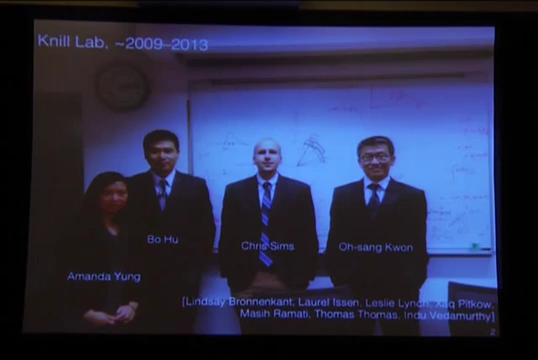 Knill Lab, ~2009-2013
Bo Hu
Chris Sims
Oh-sang Kwon
Amanda Yung
[Lindsay Bronnenkant, Laurel Issen, Leslie Lynch, Xaq Pitkow,
Masih Ramati, Thomas Thomas, Indu Vedamurthy]
2